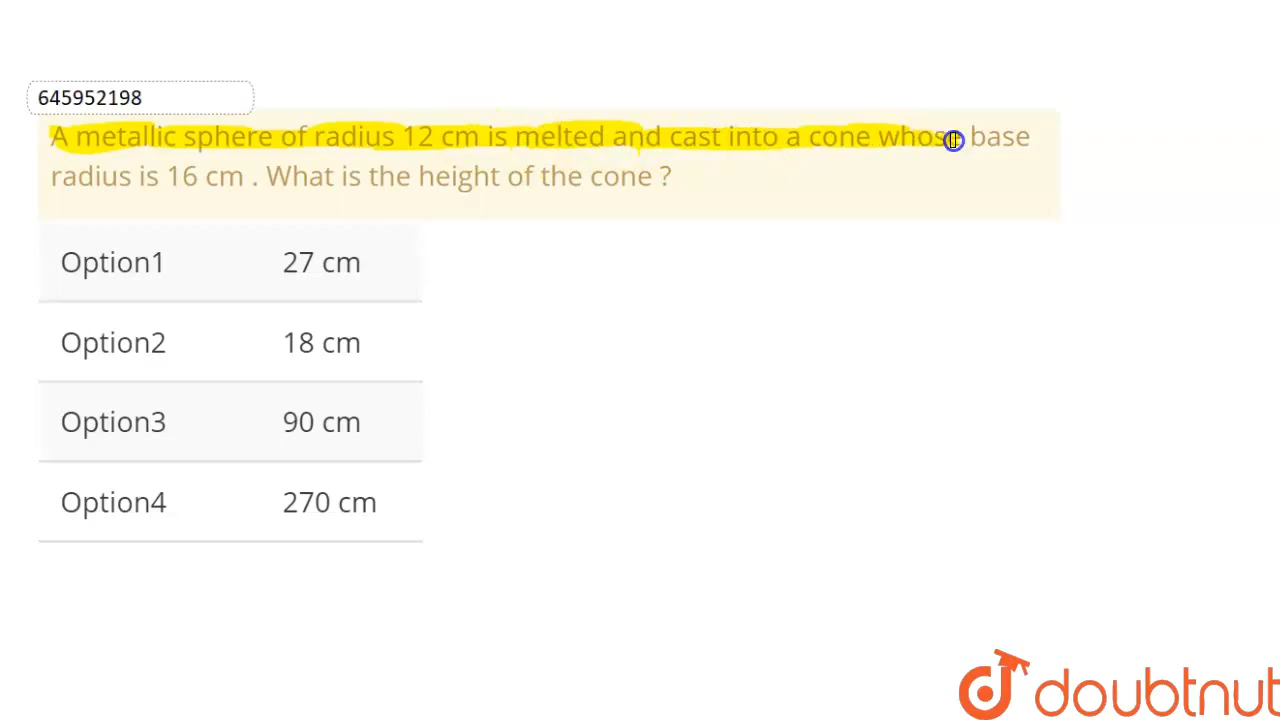 645952198
A metallic sphere of radius 12 cm is melted and cast into a cone whose base
radius is 16 cm . What is the height of the cone ?
Option1 27 cm
Option2 18 cm
Option3 90 cm
Option4 270 cm
doubtnut